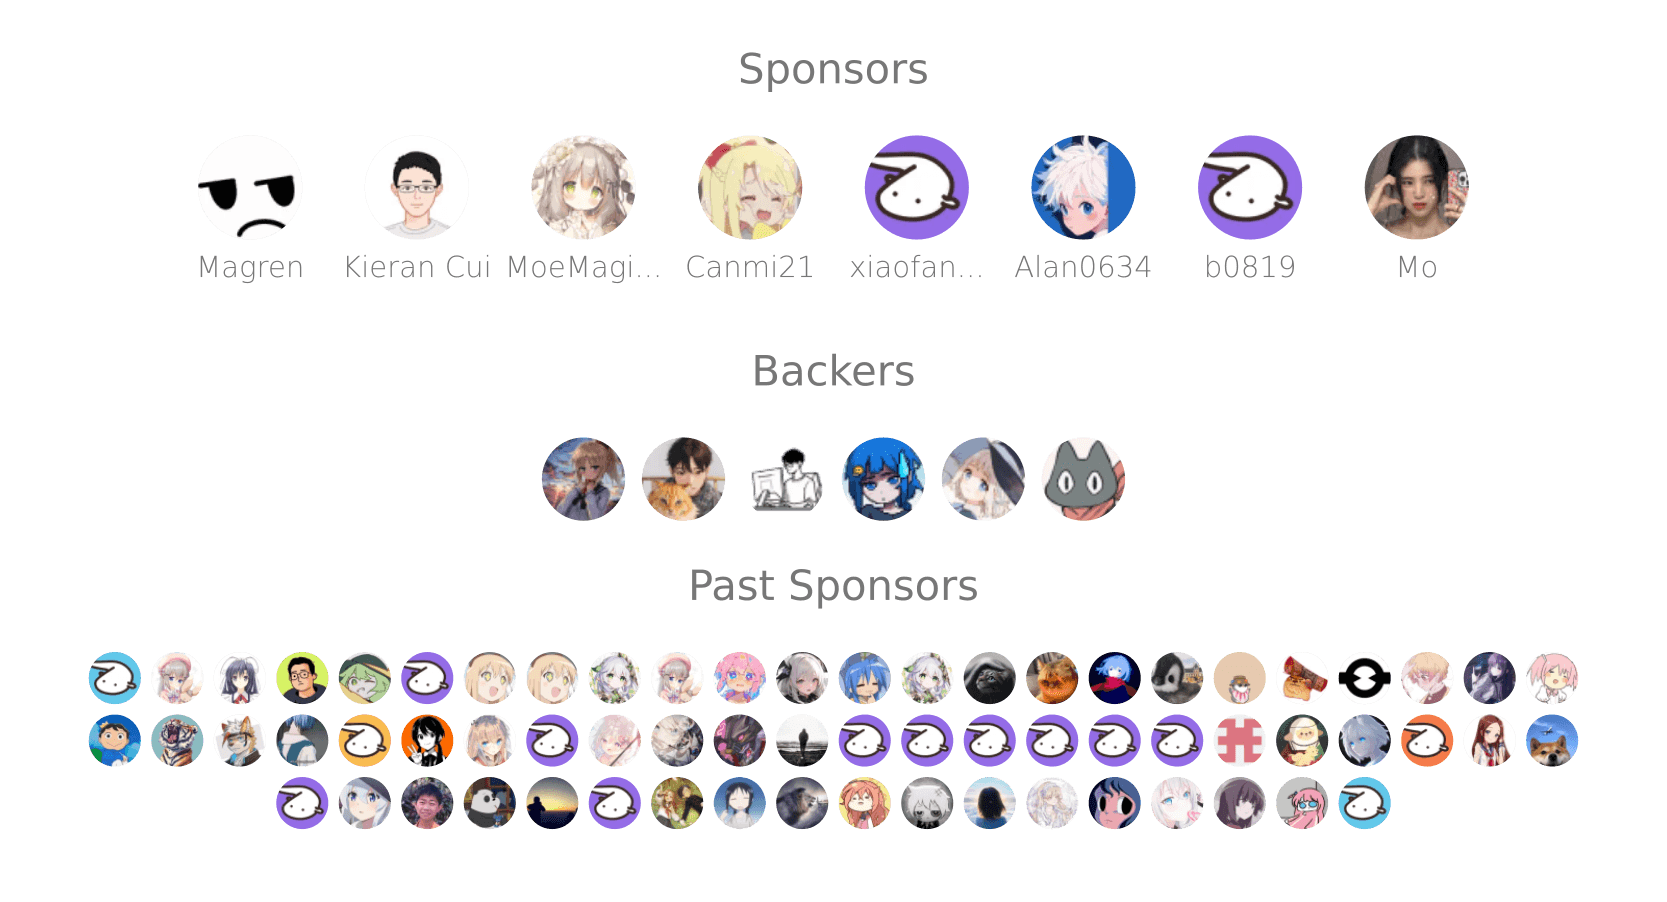 Sponsors
Magren Kieran Cui MoeMagi... Canmi21 xiaofan... Alan0634 b0819 Mo
Backers
Past Sponsors